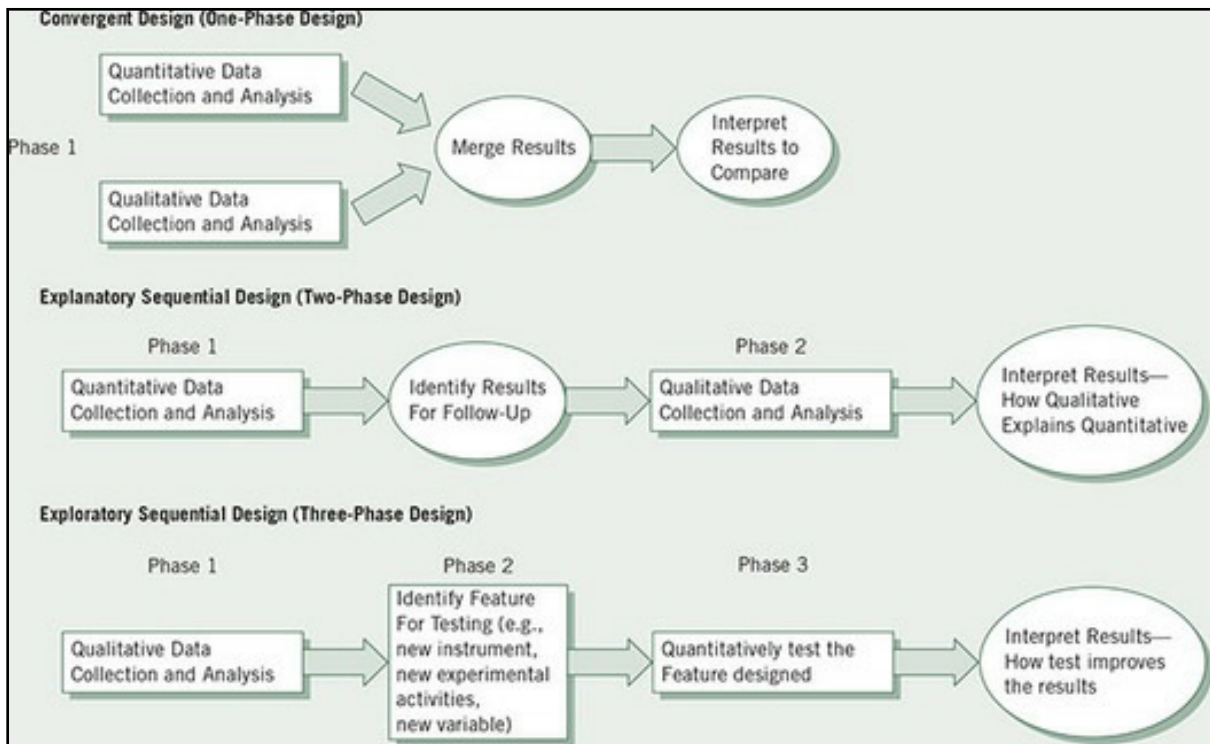 Convergent Design (One-Phase Design)
Quantitative Data
Collection and Analysis
Phase 1
Merge Results
Interpret
Results to
Compare
Qualitative Data
Collection and Analysis
Explanatory Sequential Design (Two-Phase Design)
Phase 1
Quantitative Data
Collection and Analysis
Identify Results
For Follow-Up
Phase 2
Qualitative Data
Collection and Analysis
Interpret Results—
How Qualitative
Explains Quantitative
Exploratory Sequential Design (Three-Phase Design)
Phase 1
Qualitative Data
Collection and Analysis
Phase 2
Identify Feature
For Testing (e.g.,
new instrument,
new experimental
activities,
new variable)
Phase 3
Quantitatively test the
Feature designed
Interpret Results—
How test improves
the results